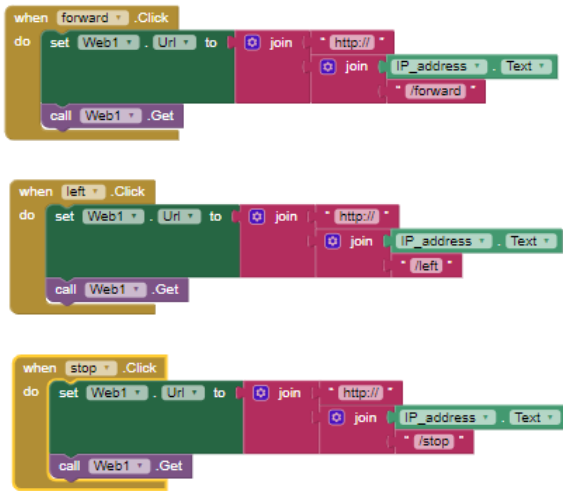 when forward .Click
do set Web1 . Url to join " http:// "
join IP_address . Text
" /forward "
call Web1 .Get
when left .Click
do set Web1 . Url to join " http:// "
join IP_address . Text
" /left "
call Web1 .Get
when stop .Click
do set Web1 . Url to join " http:// "
join IP_address . Text
" /stop "
call Web1 .Get